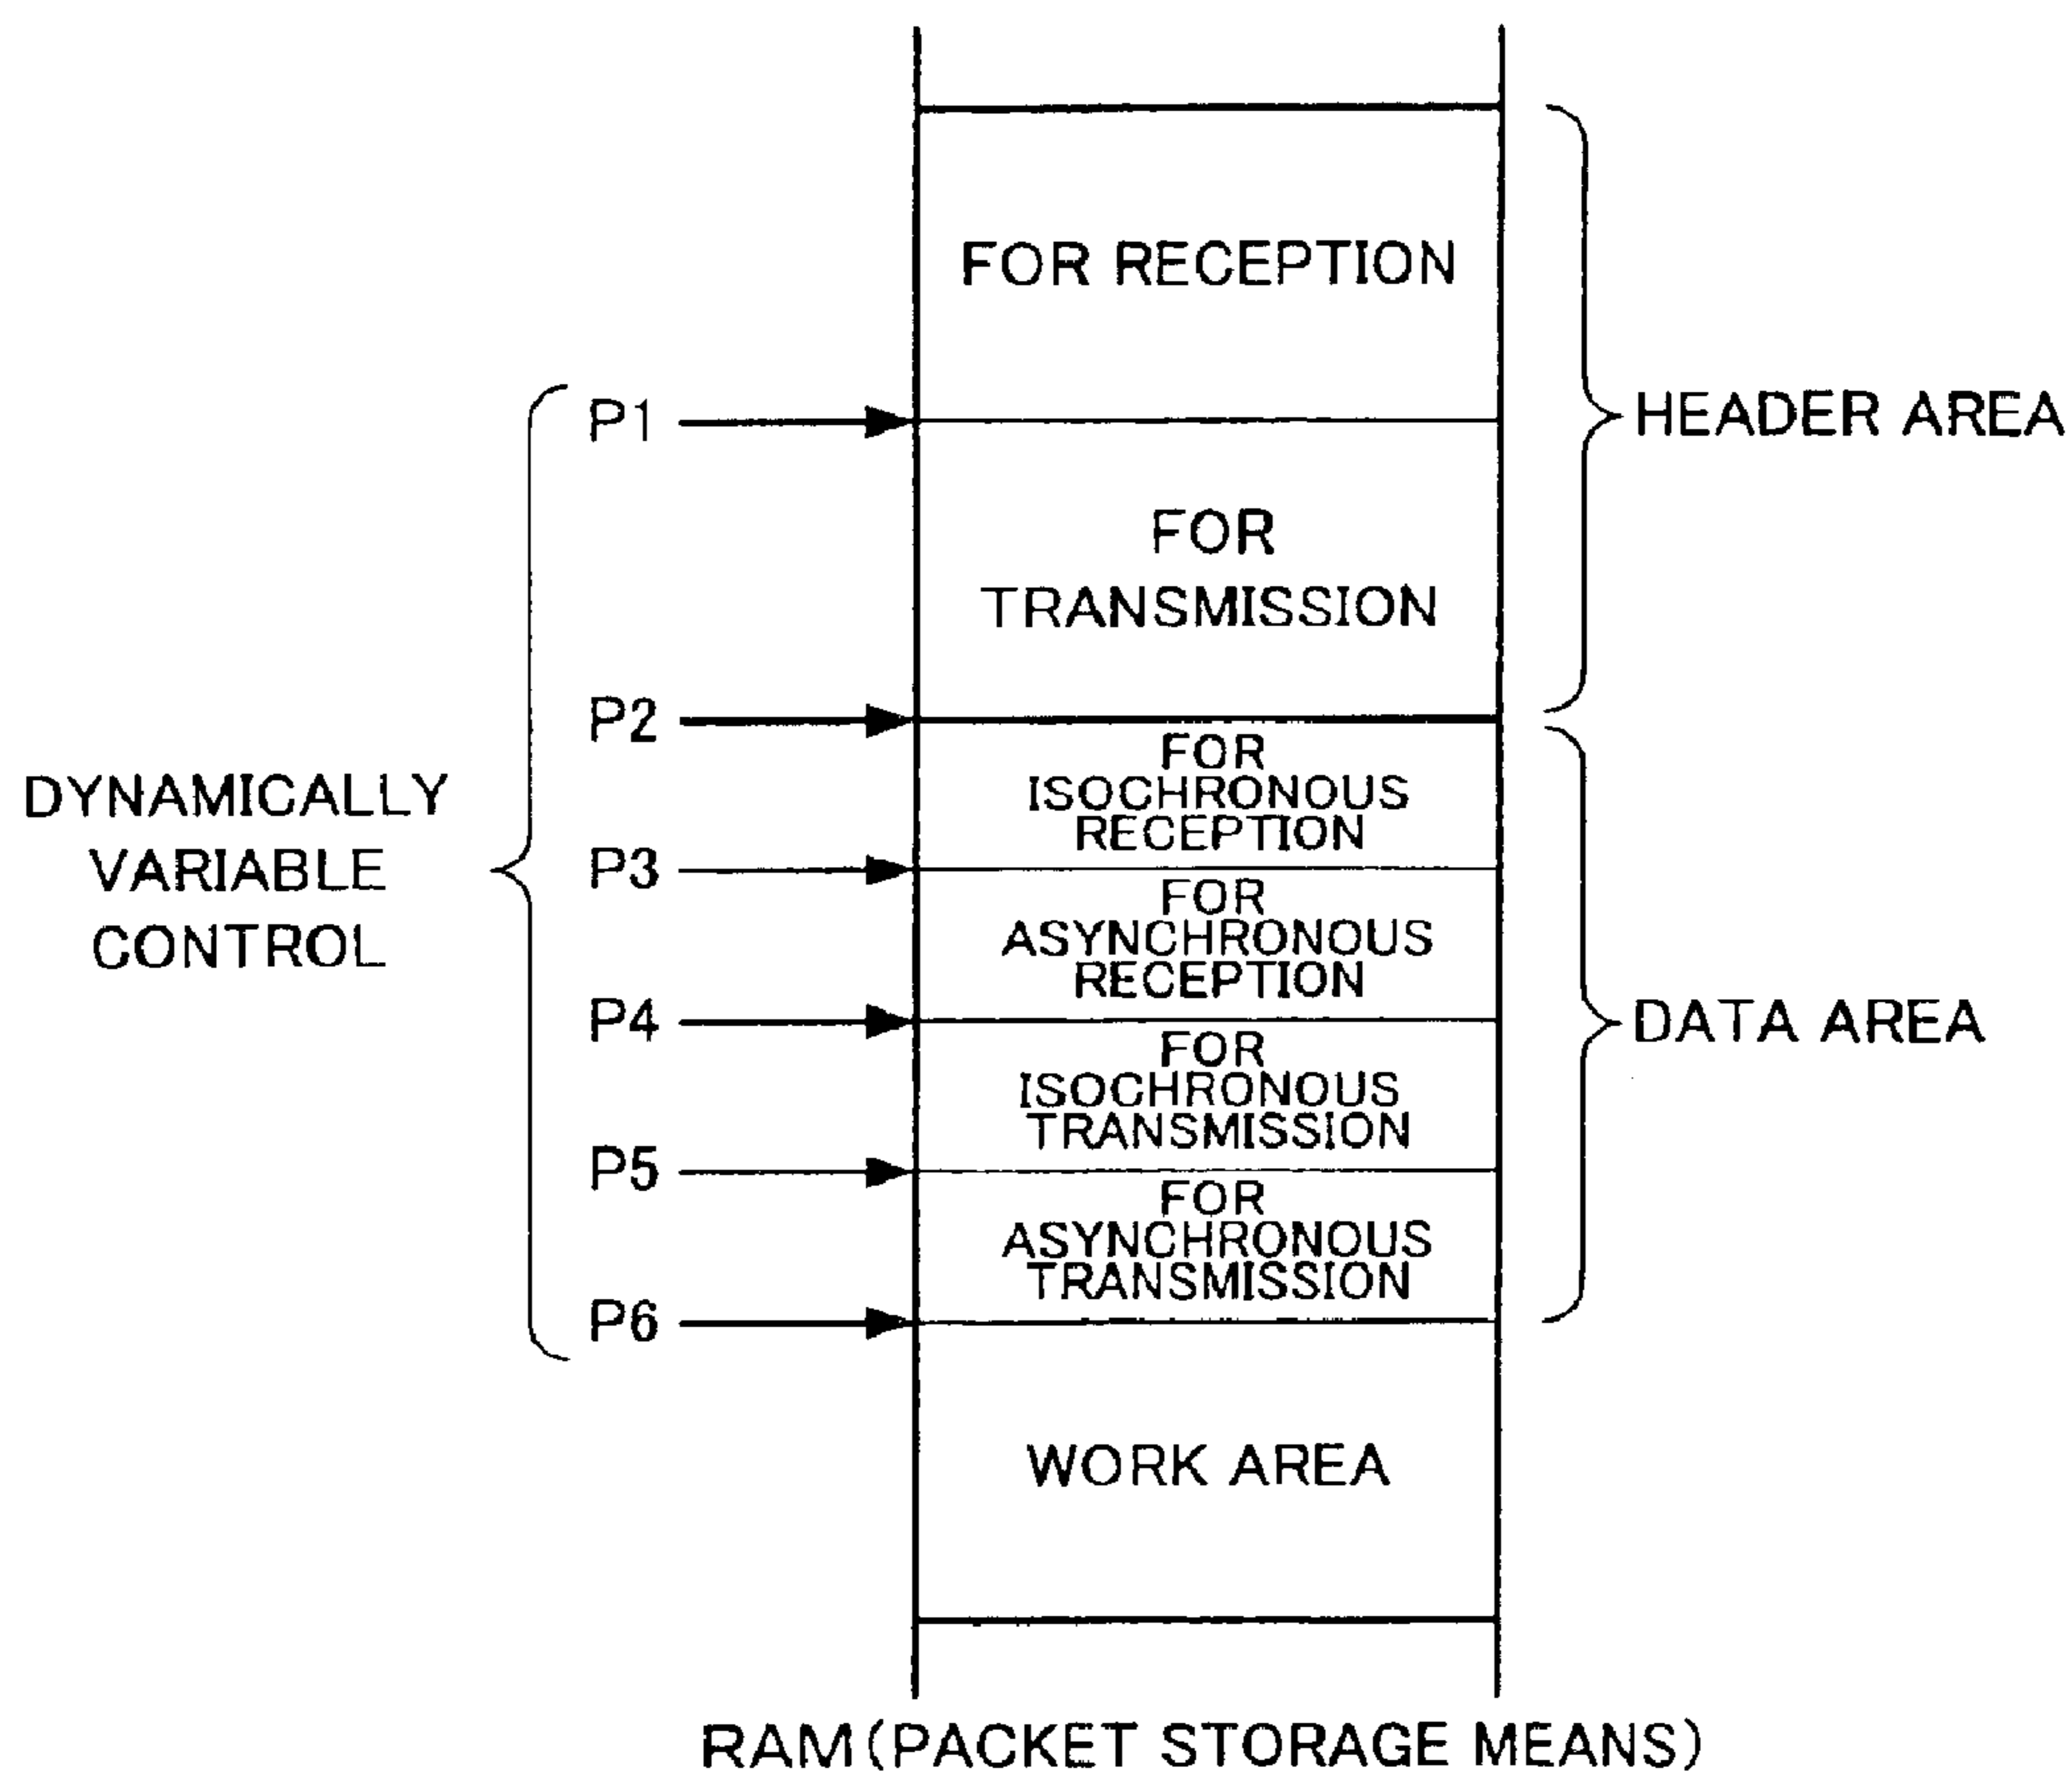 FOR RECEPTION
P1
HEADER AREA
FOR
TRANSMISSION
P2
FOR
ISOCHRONOUS
RECEPTION
DYNAMICALLY
VARIABLE
CONTROL
P3
FOR
ASYNCHRONOUS
RECEPTION
P4
DATA AREA
FOR
ISOCHRONOUS
TRANSMISSION
P5
FOR
ASYNCHRONOUS
TRANSMISSION
P6
WORK AREA
RAM(PACKET STORAGE MEANS)